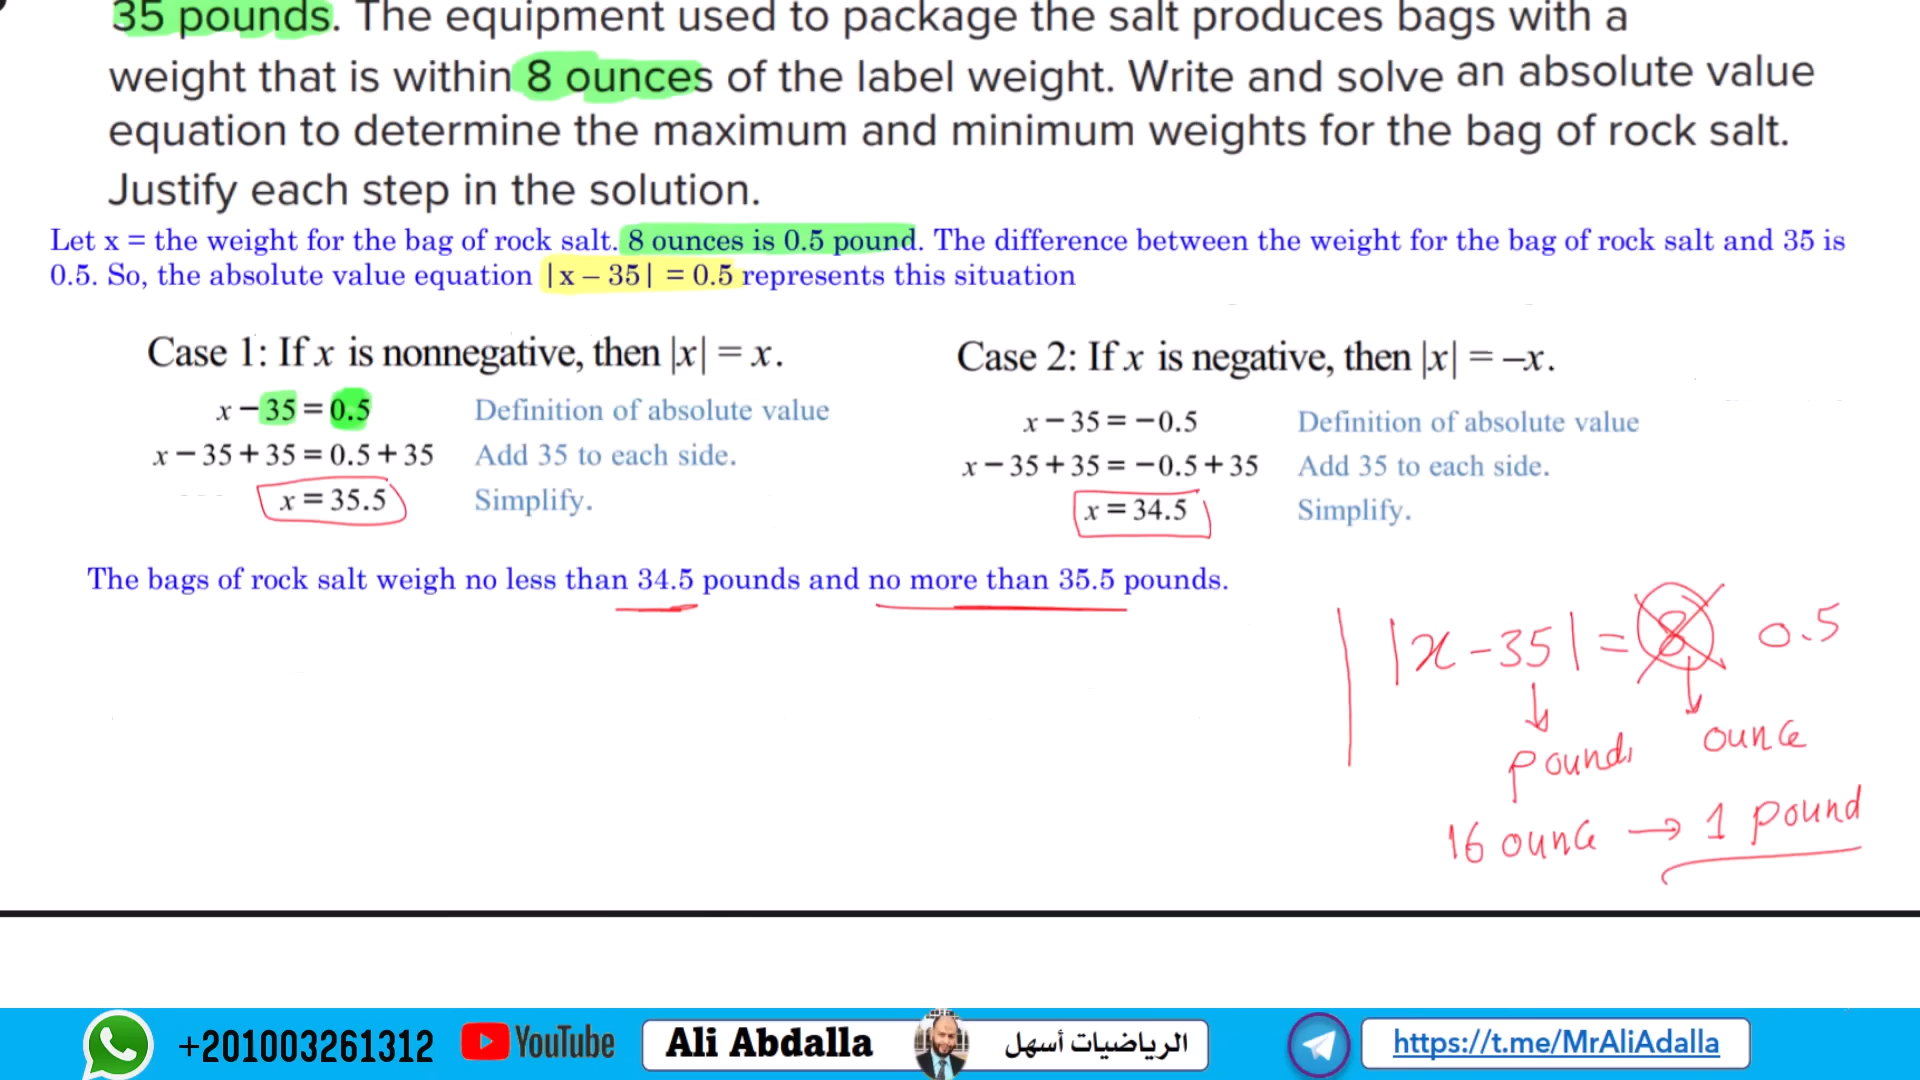 35 pounds. The equipment used to package the salt produces bags with a
weight that is within 8 ounces of the label weight. Write and solve an absolute value
equation to determine the maximum and minimum weights for the bag of rock salt.
Justify each step in the solution.
Let x = the weight for the bag of rock salt. 8 ounces is 0.5 pound. The difference between the weight for the bag of rock salt and 35 is
0.5. So, the absolute value equation |x – 35| = 0.5 represents this situation
Case 1: If x is nonnegative, then |x| = x.
x − 35 = 0.5 Definition of absolute value
x − 35 + 35 = 0.5 + 35 Add 35 to each side.
x = 35.5 Simplify.
Case 2: If x is negative, then |x| = –x.
x − 35 = −0.5 Definition of absolute value
x − 35 + 35 = −0.5 + 35 Add 35 to each side.
x = 34.5 Simplify.
The bags of rock salt weigh no less than 34.5 pounds and no more than 35.5 pounds.
|x - 35| = 8 0.5
pounds ounce
16 ounce → 1 pound
+201003261312 YouTube Ali Abdalla الرياضيات أسهل https://t.me/MrAliAdalla